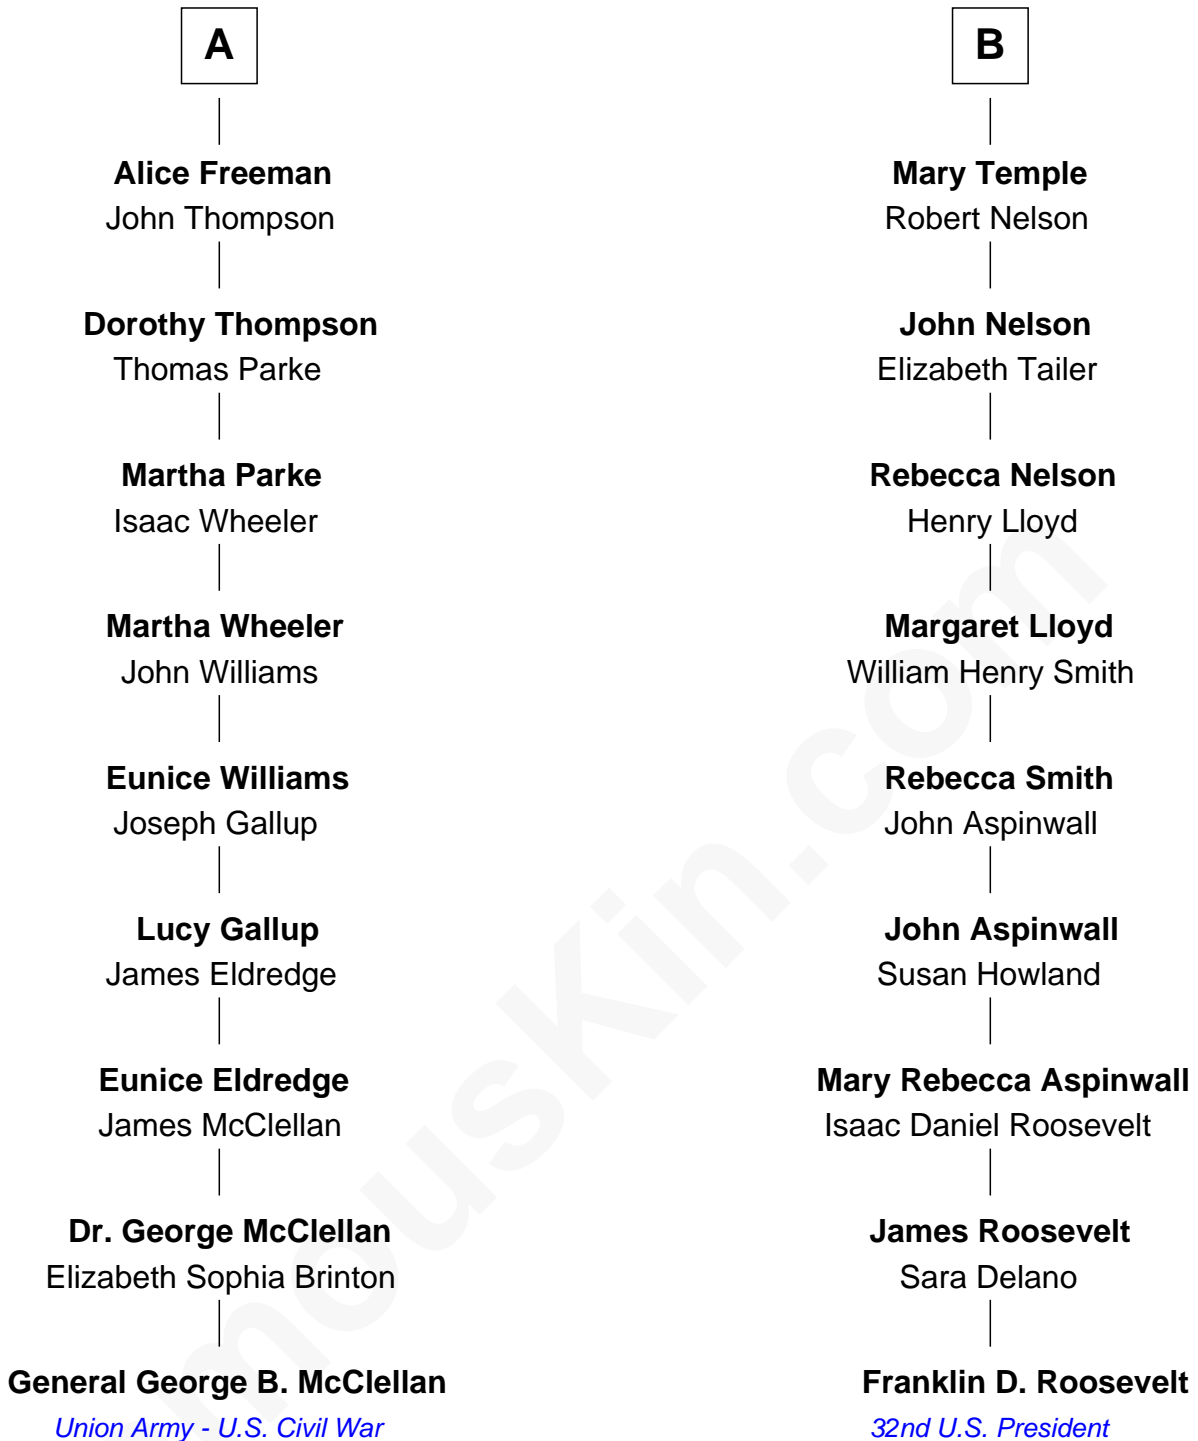 A
Alice Freeman
John Thompson
Dorothy Thompson
Thomas Parke
Martha Parke
Isaac Wheeler
Martha Wheeler
John Williams
Eunice Williams
Joseph Gallup
Lucy Gallup
James Eldredge
Eunice Eldredge
James McClellan
Dr. George McClellan
Elizabeth Sophia Brinton
General George B. McClellan
Union Army - U.S. Civil War
B
Mary Temple
Robert Nelson
John Nelson
Elizabeth Tailer
Rebecca Nelson
Henry Lloyd
Margaret Lloyd
William Henry Smith
Rebecca Smith
John Aspinwall
John Aspinwall
Susan Howland
Mary Rebecca Aspinwall
Isaac Daniel Roosevelt
James Roosevelt
Sara Delano
Franklin D. Roosevelt
32nd U.S. President
mousKin.com